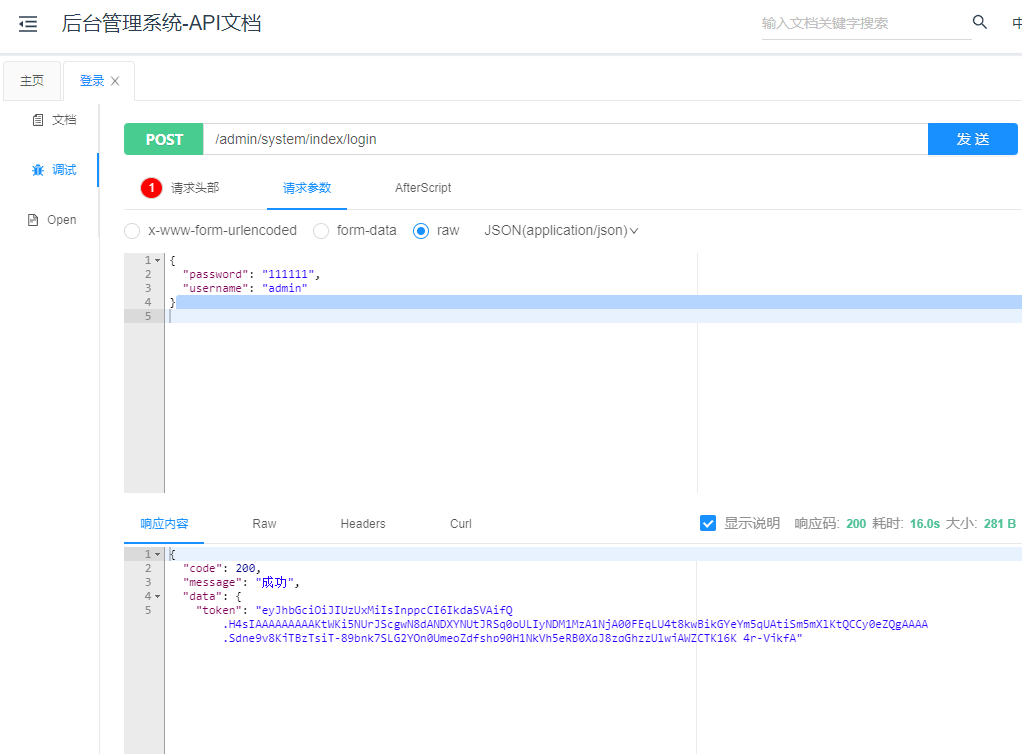 后台管理系统-API文档
输入文档关键字搜索
中
主页
登录
文档
调试
Open
POST /admin/system/index/login 发 送
1 请求头部 请求参数 AfterScript
x-www-form-urlencoded form-data raw JSON(application/json)
1 {
2 "password": "111111",
3 "username": "admin"
4 }
5
响应内容 Raw Headers Curl 显示说明 响应码: 200 耗时: 16.0s 大小: 281 B
1 {
2 "code": 200,
3 "message": "成功",
4 "data": {
5 "token": "eyJhbGciOiJIUzUxMiIsInppcCI6IkdaSVAifQ
.H4sIAAAAAAAAAKtWKi5NUrJScgwN8dANDXYNUtJRSq0oULIyNDM1MzA1NjA00FEqLU4t8kwBikGYeYm5qUAtiSm5mXlKtQCCy0eZQgAAAA
.Sdne9v8KiTBzTsiT-89bnk7SLG2YOn0UmeoZdfsho90H1NkVh5eRB0XaJ8zaGhzzUlwiAWZCTK16K 4r-VikfA"